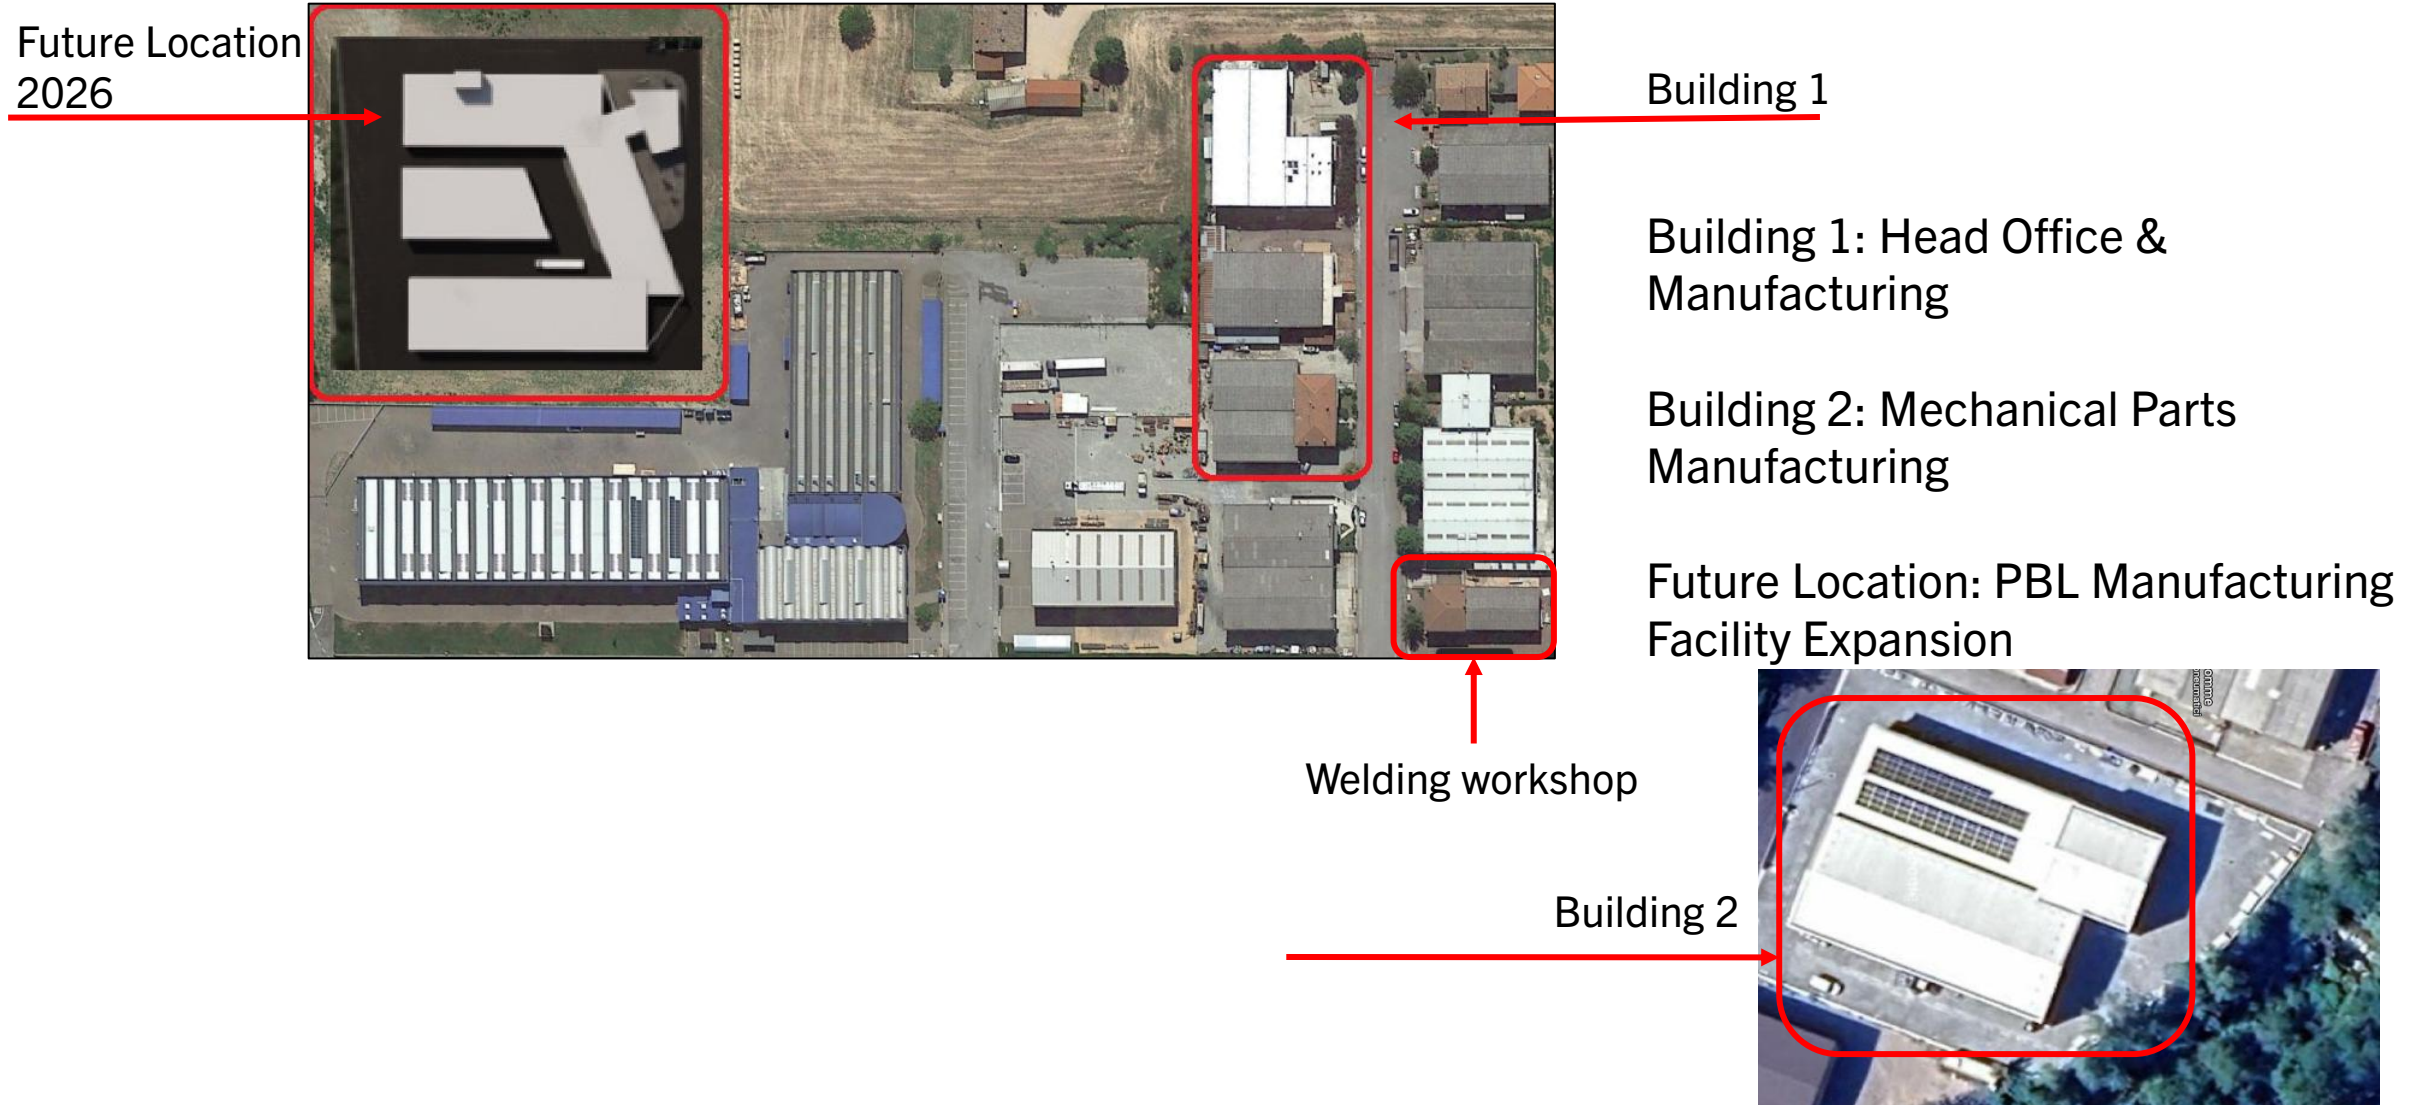 Future Location
2026
Building 1
Building 1: Head Office &
Manufacturing
Building 2: Mechanical Parts
Manufacturing
Future Location: PBL Manufacturing
Facility Expansion
Welding workshop
Building 2